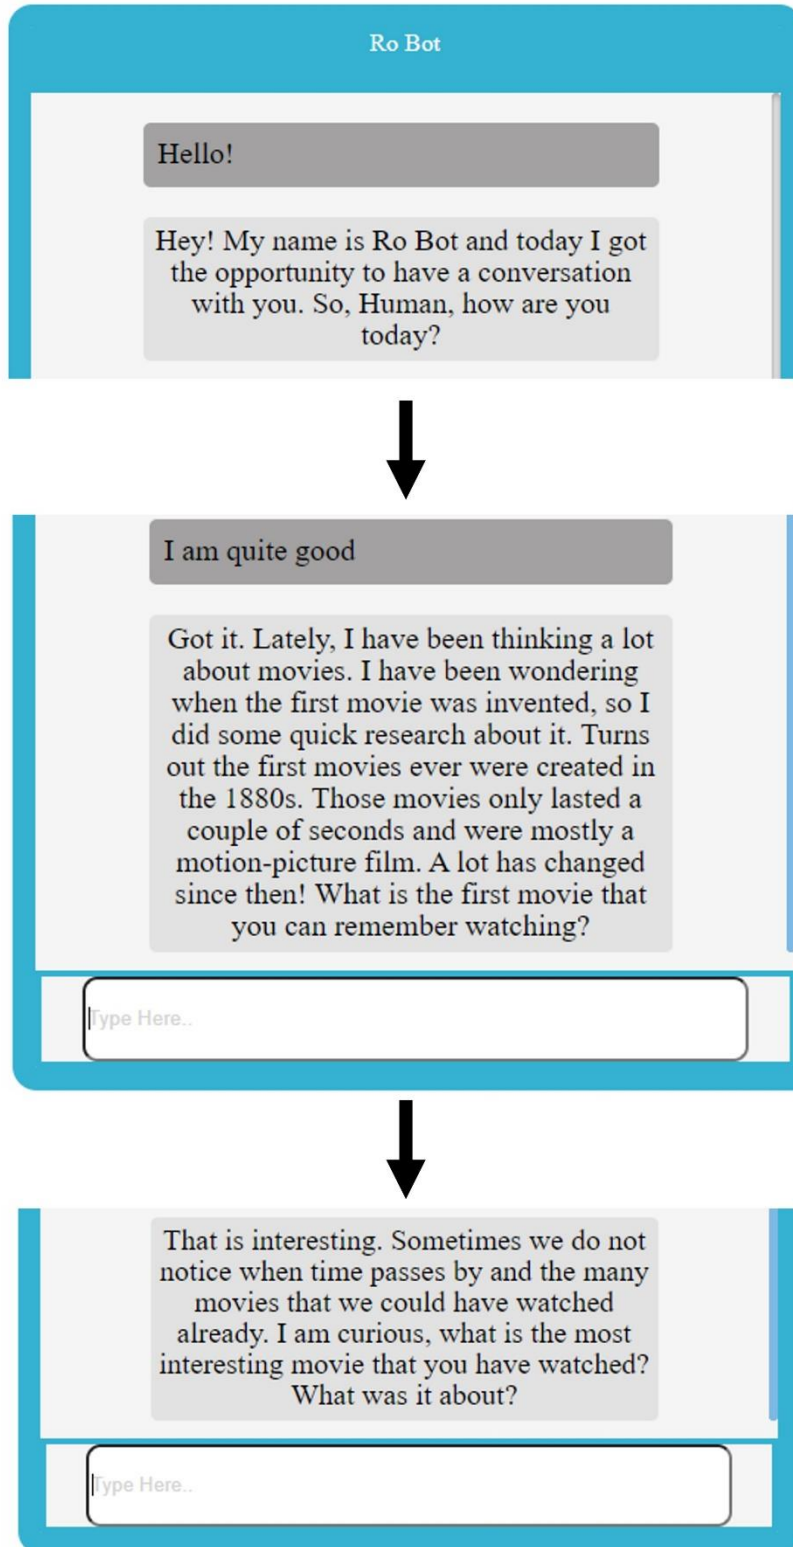 Ro Bot
Hello!
Hey! My name is Ro Bot and today I got
the opportunity to have a conversation
with you. So, Human, how are you
today?
I am quite good
Got it. Lately, I have been thinking a lot
about movies. I have been wondering
when the first movie was invented, so I
did some quick research about it. Turns
out the first movies ever were created in
the 1880s. Those movies only lasted a
couple of seconds and were mostly a
motion-picture film. A lot has changed
since then! What is the first movie that
you can remember watching?
Type Here..
That is interesting. Sometimes we do not
notice when time passes by and the many
movies that we could have watched
already. I am curious, what is the most
interesting movie that you have watched?
What was it about?
Type Here..